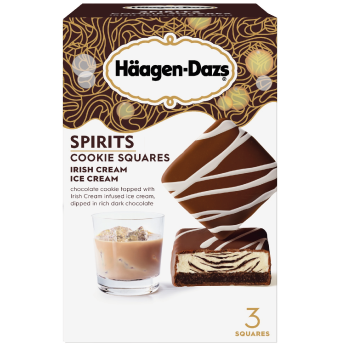 Häagen-Dazs
SPIRITS
COOKIE SQUARES
IRISH CREAM
ICE CREAM
chocolate cookie topped with
Irish Cream infused ice cream,
dipped in rich dark chocolate
3
SQUARES